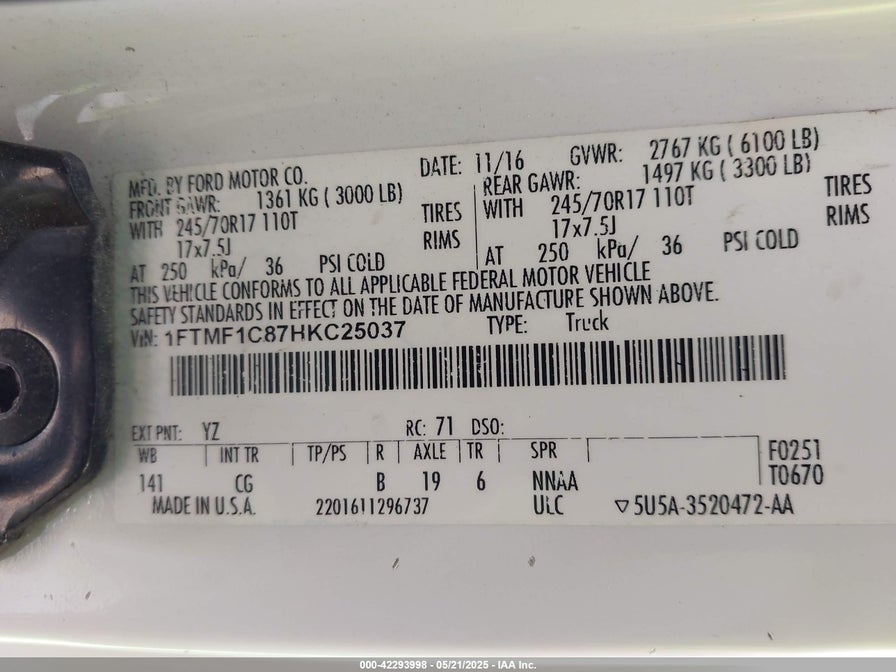 MFD. BY FORD MOTOR CO. DATE: 11/16 GVWR: 2767 KG ( 6100 LB)
FRONT GAWR: 1361 KG ( 3000 LB) REAR GAWR: 1497 KG ( 3300 LB)
WITH 245/70R17 110T TIRES WITH 245/70R17 110T TIRES
17x7.5J RIMS 17x7.5J RIMS
AT 250 kPa/ 36 PSI COLD AT 250 kPa/ 36 PSI COLD
THIS VEHICLE CONFORMS TO ALL APPLICABLE FEDERAL MOTOR VEHICLE
SAFETY STANDARDS IN EFFECT ON THE DATE OF MANUFACTURE SHOWN ABOVE.
VIN: 1FTMF1C87HKC25037 TYPE: Truck
EXT PNT: YZ RC: 71 DSO:
WB INT TR TP/PS R AXLE TR SPR F0251
141 CG B 19 6 NNAA T0670
MADE IN U.S.A. 2201611296737 ULC ▽5U5A-3520472-AA
000-42293998 - 05/21/2025 - IAA Inc.